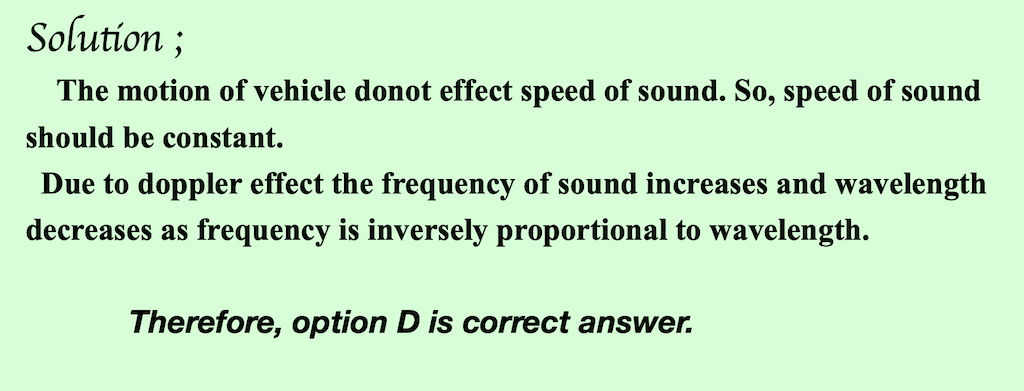 Solution ;
The motion of vehicle donot effect speed of sound. So, speed of sound
should be constant.
Due to doppler effect the frequency of sound increases and wavelength
decreases as frequency is inversely proportional to wavelength.
Therefore, option D is correct answer.